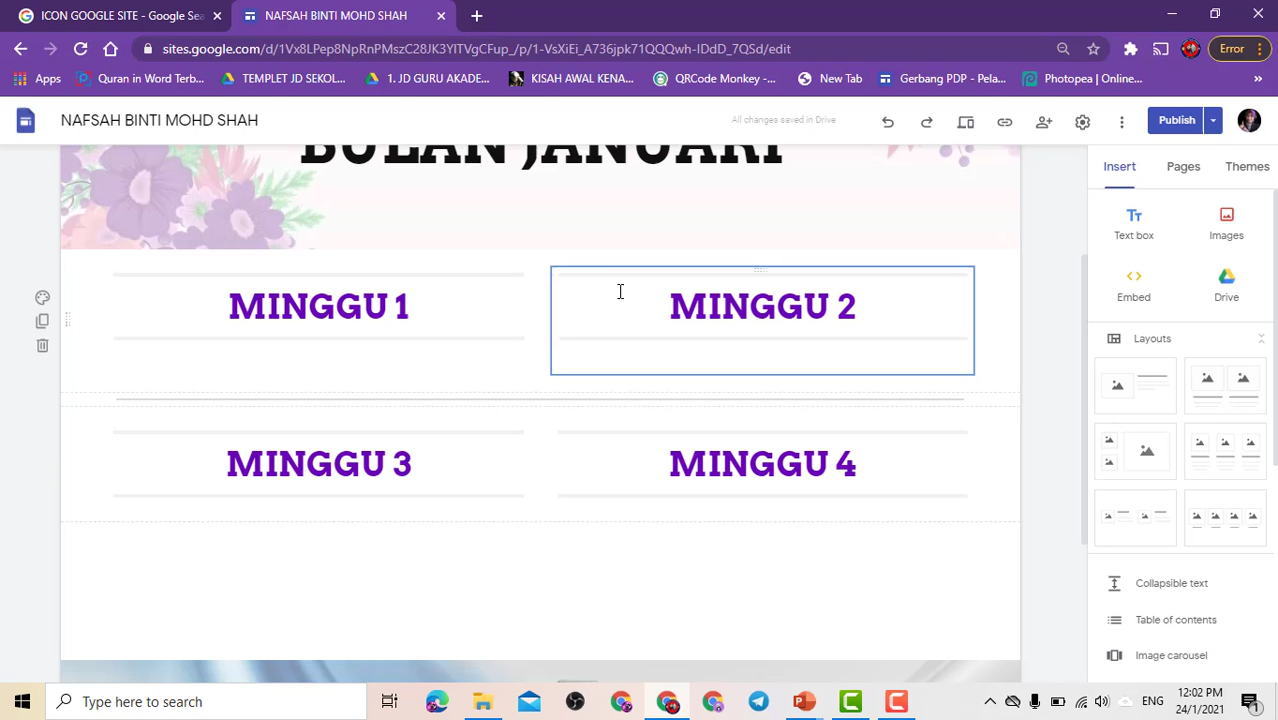 ICON GOOGLE SITE - Google Sea
NAFSAH BINTI MOHD SHAH
sites.google.com/d/1Vx8LPep8NpRnPMszC28JK3YlTVgCFup_/p/1-VsXiEi_A736jpk71QQQwh-IDdD_7QSd/edit
Error
Apps
Quran in Word Terb...
TEMPLET JD SEKOL...
1. JD GURU AKADE...
KISAH AWAL KENA...
QRCode Monkey -...
New Tab
Gerbang PDP - Pela...
Photopea | Online...
NAFSAH BINTI MOHD SHAH
All changes saved in Drive
Publish
BULAN JANUARI
Insert
Pages
Themes
Text box
Images
Embed
Drive
Layouts
MINGGU 1
MINGGU 2
MINGGU 3
MINGGU 4
Collapsible text
Table of contents
Image carousel
Type here to search
ENG
12:02 PM
24/1/2021